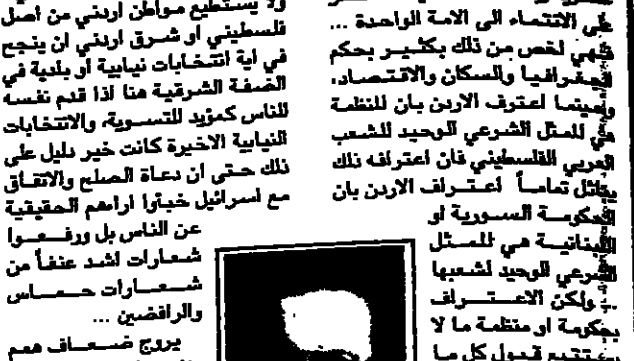 على الانتماء الى الامة الواحدة ...
فهي لخص من ذلك بكثير بحكم
الجغرافيا والسكان والاقتصاد.
وحينما اعترف الاردن بان المنظمة
هي الممثل الشرعي الوحيد للشعب
العربي الفلسطيني فان اعترافه ذلك
يماثل تماماً اعتراف الاردن بان
الحكومة السورية او
اللبنانية هي الممثل
الشرعي الوحيد لشعبها
. ولكن الاعتراف
بحكومة او منظمة ما لا
يستتبع قبول كل ما
ولا يستطيع مواطن اردني من اصل
فلسطيني او شرق اردني ان ينجح
في اية انتخابات نيابية او بلدية في
الضفة الشرقية هنا اذا قدم نفسه
للناس كمؤيد للتسوية، والانتخابات
النيابية الاخيرة كانت خير دليل على
ذلك حتى ان دعاة الصلح والاتفاق
مع اسرائيل خبأوا اراهم الحقيقية
عن الناس بل ورفعوا
شعارات اشد عنفاً من
شعارات حماس
والرافضين ...
يروج ضعاف همم